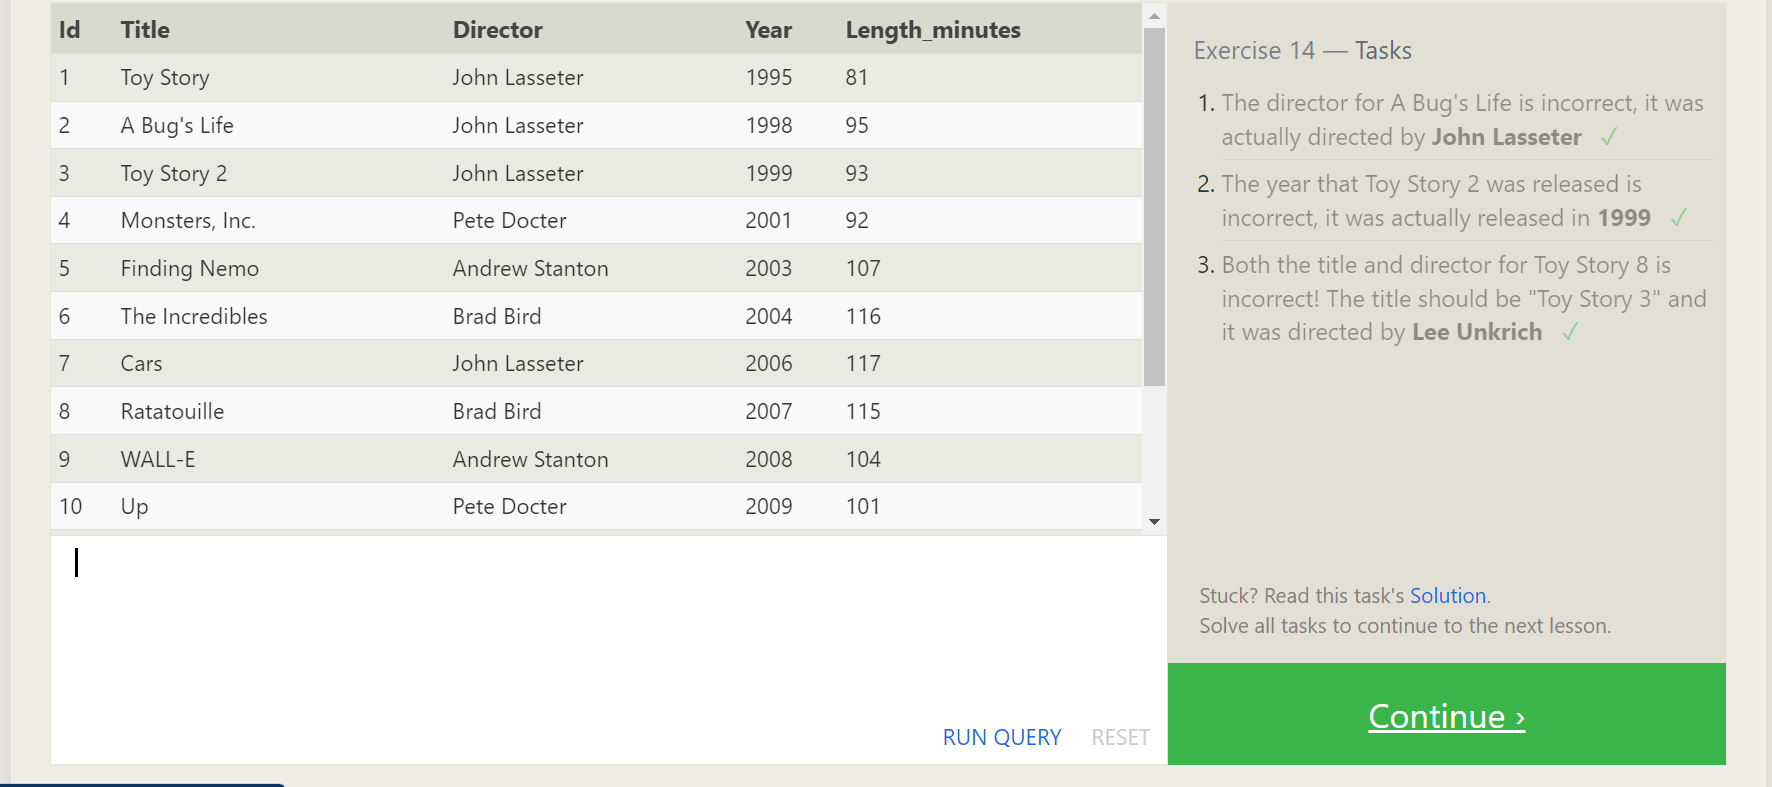 Id Title Director Year Length_minutes
1 Toy Story John Lasseter 1995 81
2 A Bug's Life John Lasseter 1998 95
3 Toy Story 2 John Lasseter 1999 93
4 Monsters, Inc. Pete Docter 2001 92
5 Finding Nemo Andrew Stanton 2003 107
6 The Incredibles Brad Bird 2004 116
7 Cars John Lasseter 2006 117
8 Ratatouille Brad Bird 2007 115
9 WALL-E Andrew Stanton 2008 104
10 Up Pete Docter 2009 101
RUN QUERY RESET
Exercise 14 — Tasks
1. The director for A Bug's Life is incorrect, it was
actually directed by John Lasseter ✓
2. The year that Toy Story 2 was released is
incorrect, it was actually released in 1999 ✓
3. Both the title and director for Toy Story 8 is
incorrect! The title should be "Toy Story 3" and
it was directed by Lee Unkrich ✓
Stuck? Read this task's Solution.
Solve all tasks to continue to the next lesson.
Continue ›